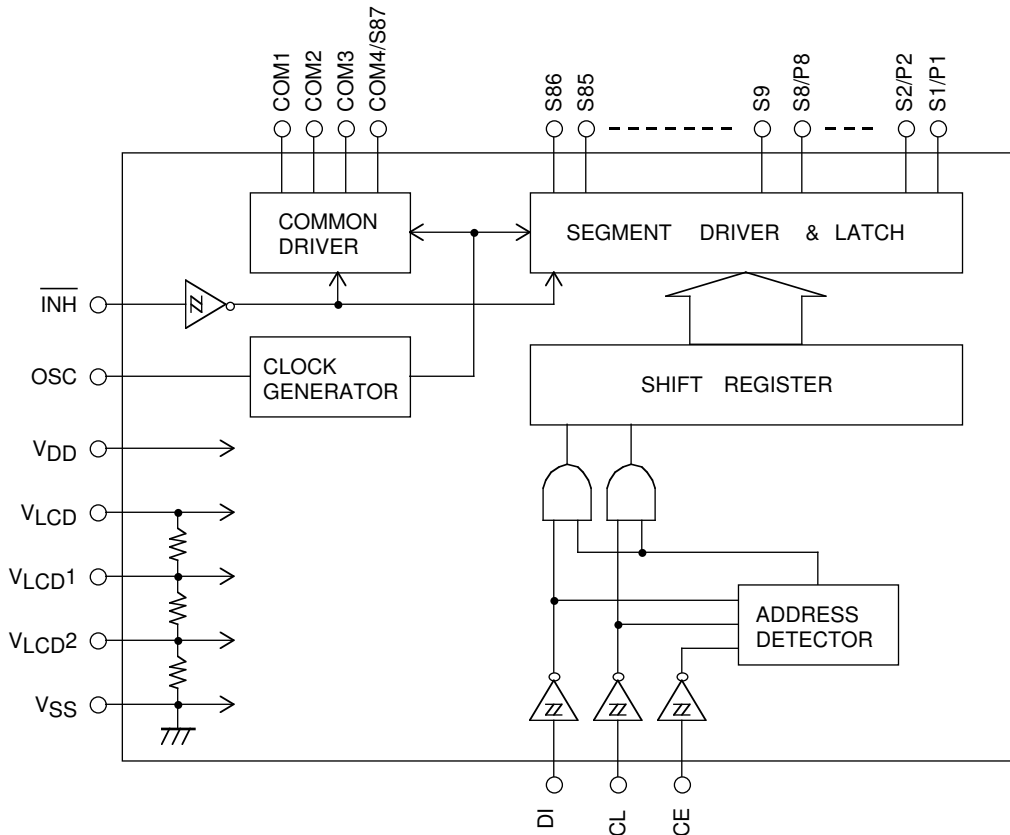 COM1
COM2
COM3
COM4/S87
S86
S85
S9
S8/P8
S2/P2
S1/P1
COMMON
DRIVER
SEGMENT DRIVER & LATCH
INH
OSC
CLOCK
GENERATOR
SHIFT REGISTER
VDD
VLCD
VLCD1
VLCD2
VSS
ADDRESS
DETECTOR
DI
CL
CE